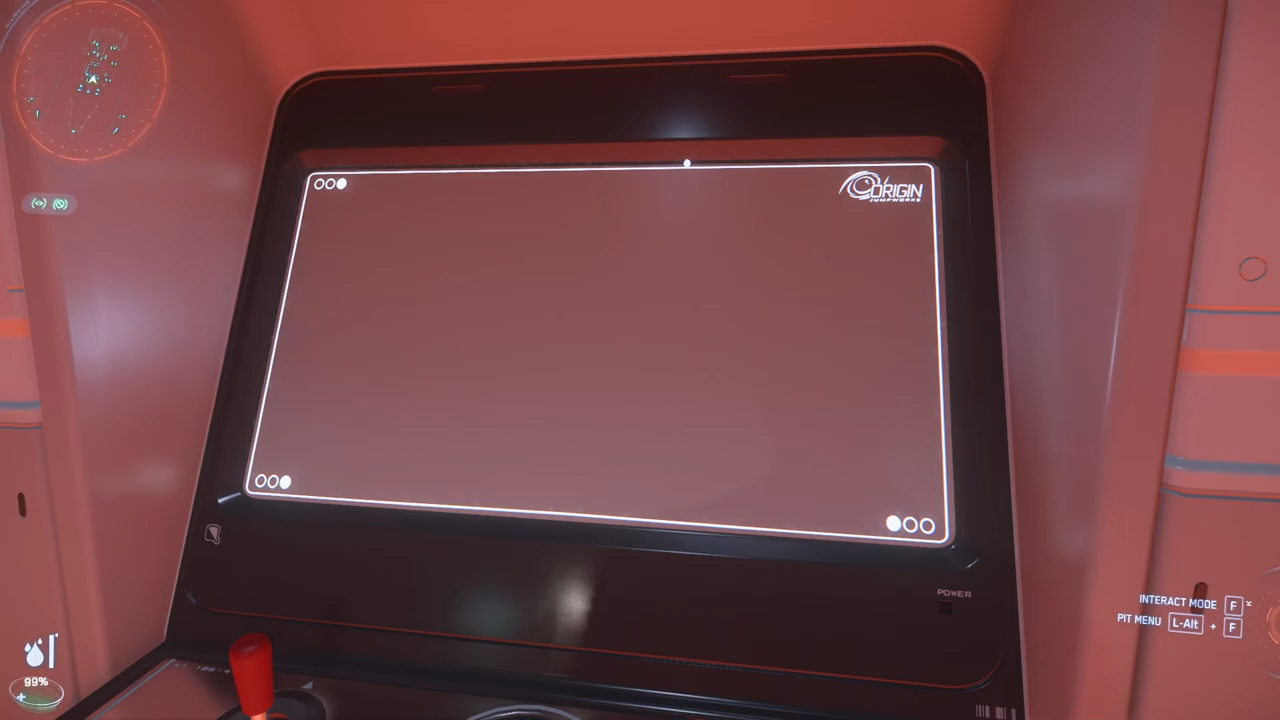 ORIGIN
JUMPWORKS
POWER
INTERACT MODE F
PIT MENU L-Alt + F
99%